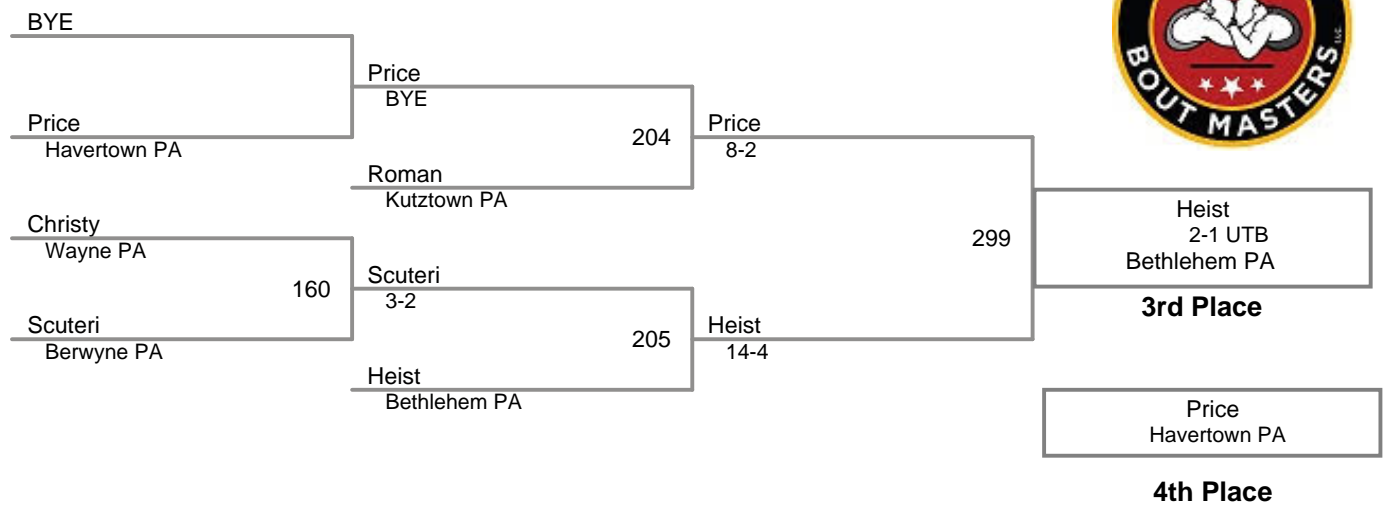 BYE
BOUT MASTERS LLC.
Price
BYE
Price
Havertown PA
204
Price
8-2
Roman
Kutztown PA
Christy
Wayne PA
299
Heist
2-1 UTB
Bethlehem PA
160
Scuteri
3-2
3rd Place
Scuteri
Berwyne PA
205
Heist
14-4
Heist
Bethlehem PA
Price
Havertown PA
4th Place